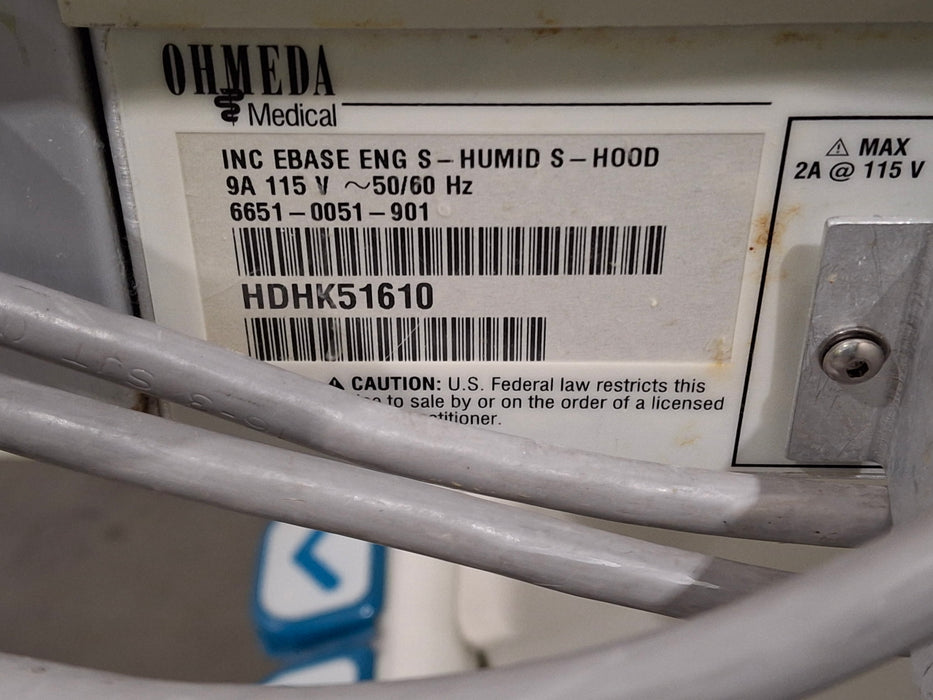 OHMEDA
Medical
INC EBASE ENG S-HUMID S-HOOD
9A 115 V ~50/60 Hz
6651-0051-901
HDHK51610
⚠ MAX
2A @ 115 V
CAUTION: U.S. Federal law restricts this
to sale by or on the order of a licensed